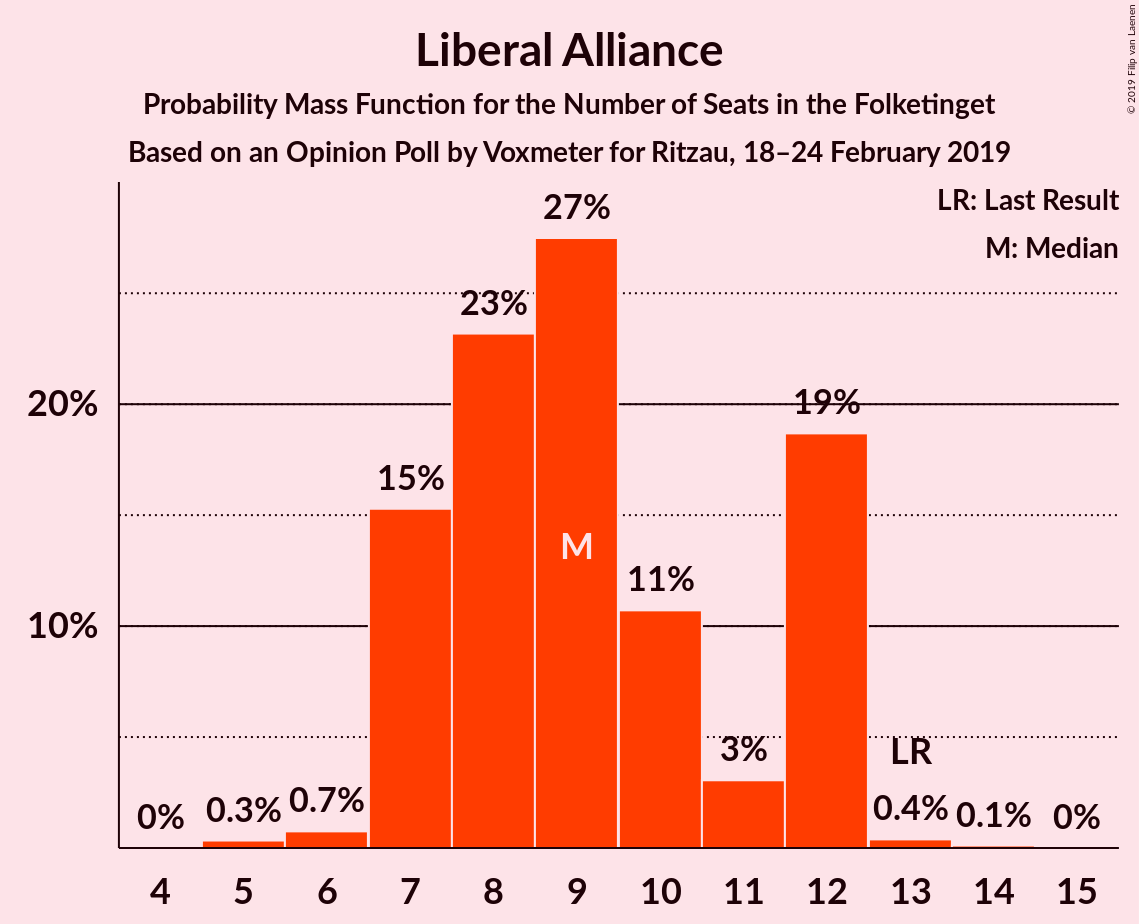 Liberal Alliance
Probability Mass Function for the Number of Seats in the Folketinget
Based on an Opinion Poll by Voxmeter for Ritzau, 18–24 February 2019
© 2019 Filip van Laenen
LR: Last Result
M: Median
27%
23%
20%
19%
15%
M
11%
10%
3%
LR
0%
0.3%
0.7%
0.4%
0.1%
0%
4 5 6 7 8 9 10 11 12 13 14 15